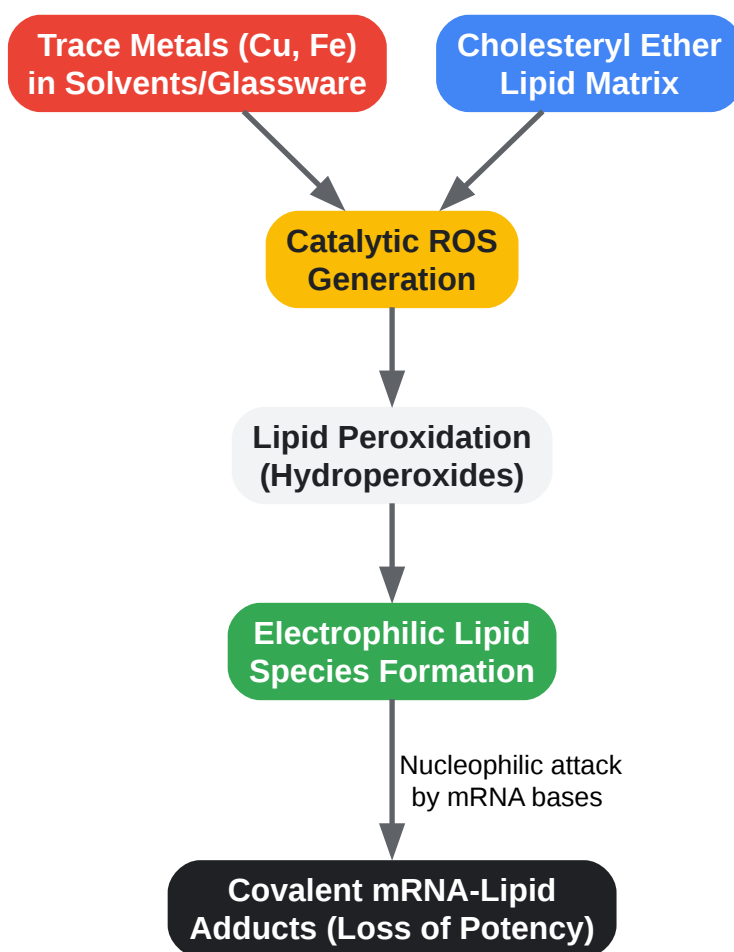 Trace Metals (Cu, Fe)
in Solvents/Glassware
Cholesteryl Ether
Lipid Matrix
Catalytic ROS
Generation
Lipid Peroxidation
(Hydroperoxides)
Electrophilic Lipid
Species Formation
Nucleophilic attack
by mRNA bases
Covalent mRNA-Lipid
Adducts (Loss of Potency)